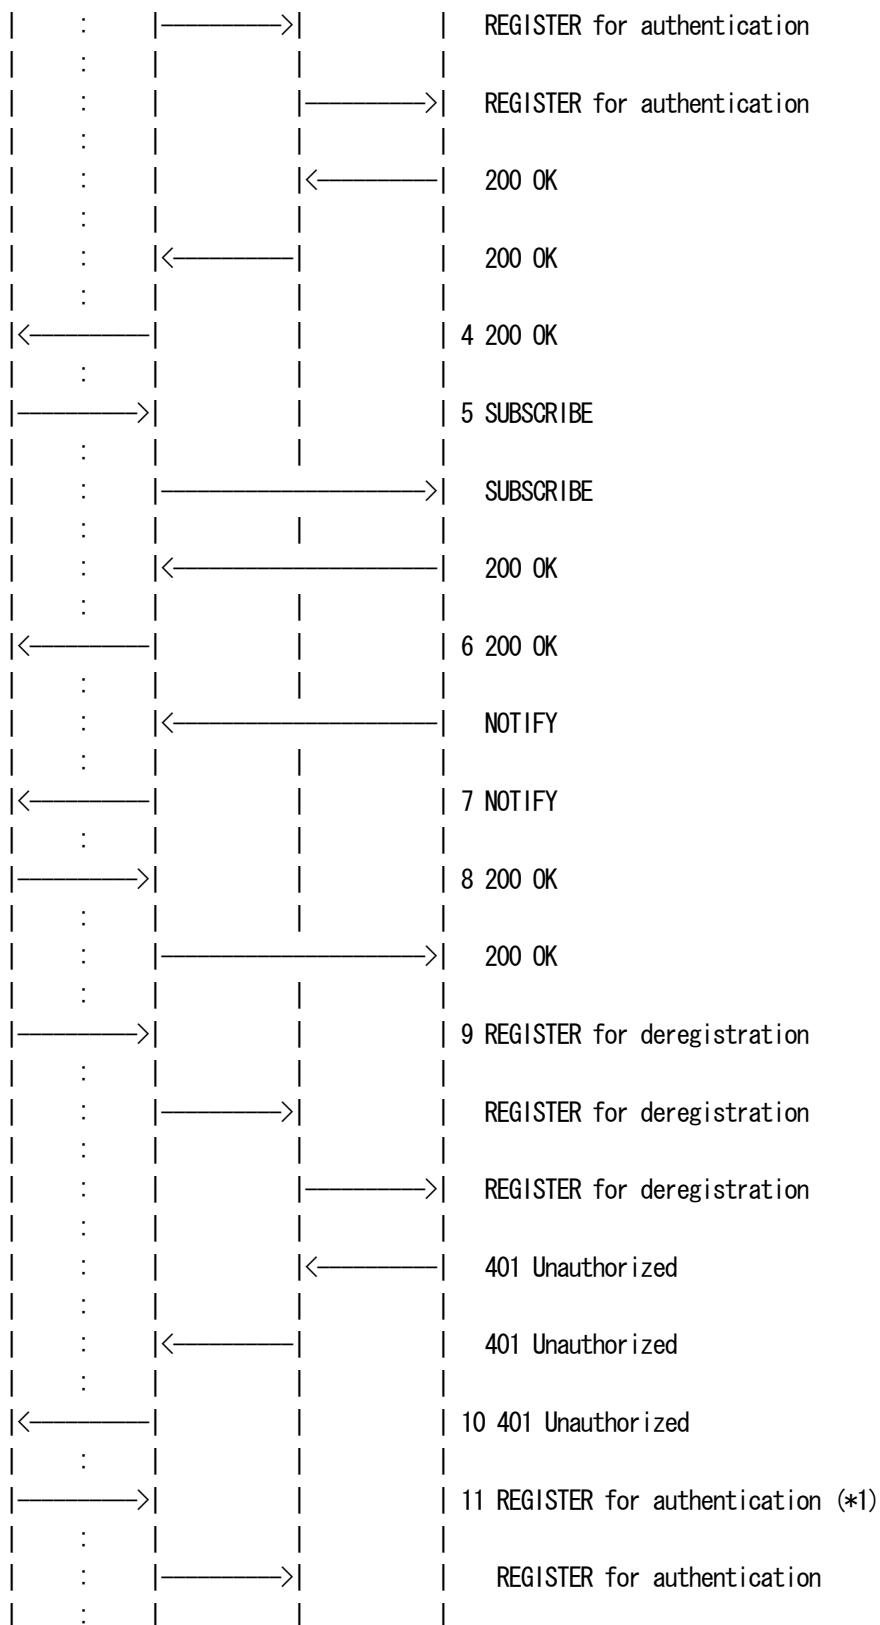 REGISTER for authentication
REGISTER for authentication
200 OK
200 OK
4 200 OK
5 SUBSCRIBE
SUBSCRIBE
200 OK
6 200 OK
NOTIFY
7 NOTIFY
8 200 OK
200 OK
9 REGISTER for deregistration
REGISTER for deregistration
REGISTER for deregistration
401 Unauthorized
401 Unauthorized
10 401 Unauthorized
11 REGISTER for authentication (*1)
REGISTER for authentication